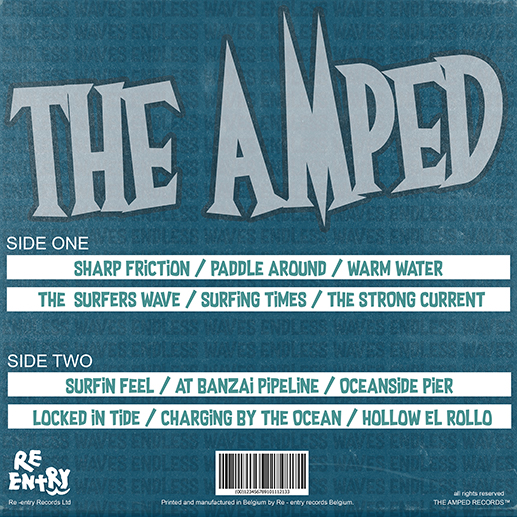 THE AMPED
SIDE ONE
SHARP FRiCTiON / PADDLE AROUND / WARM WATER
THE SURFERS WAVE / SURFiNG TiMES / THE STRONG CURRENT
SIDE TWO
SURFiN FEEL / AT BANZAi PiPELiNE / OCEANSiDE PiER
LOCKED iN TiDE / CHARGiNG BY THE OCEAN / HOLLOW EL ROLLO
RE
ENTRY
Re -entry Records Ltd
Printed and manufactured in Belgium by Re - entry records Belgium.
all rights reserved
THE AMPED RECORDS™